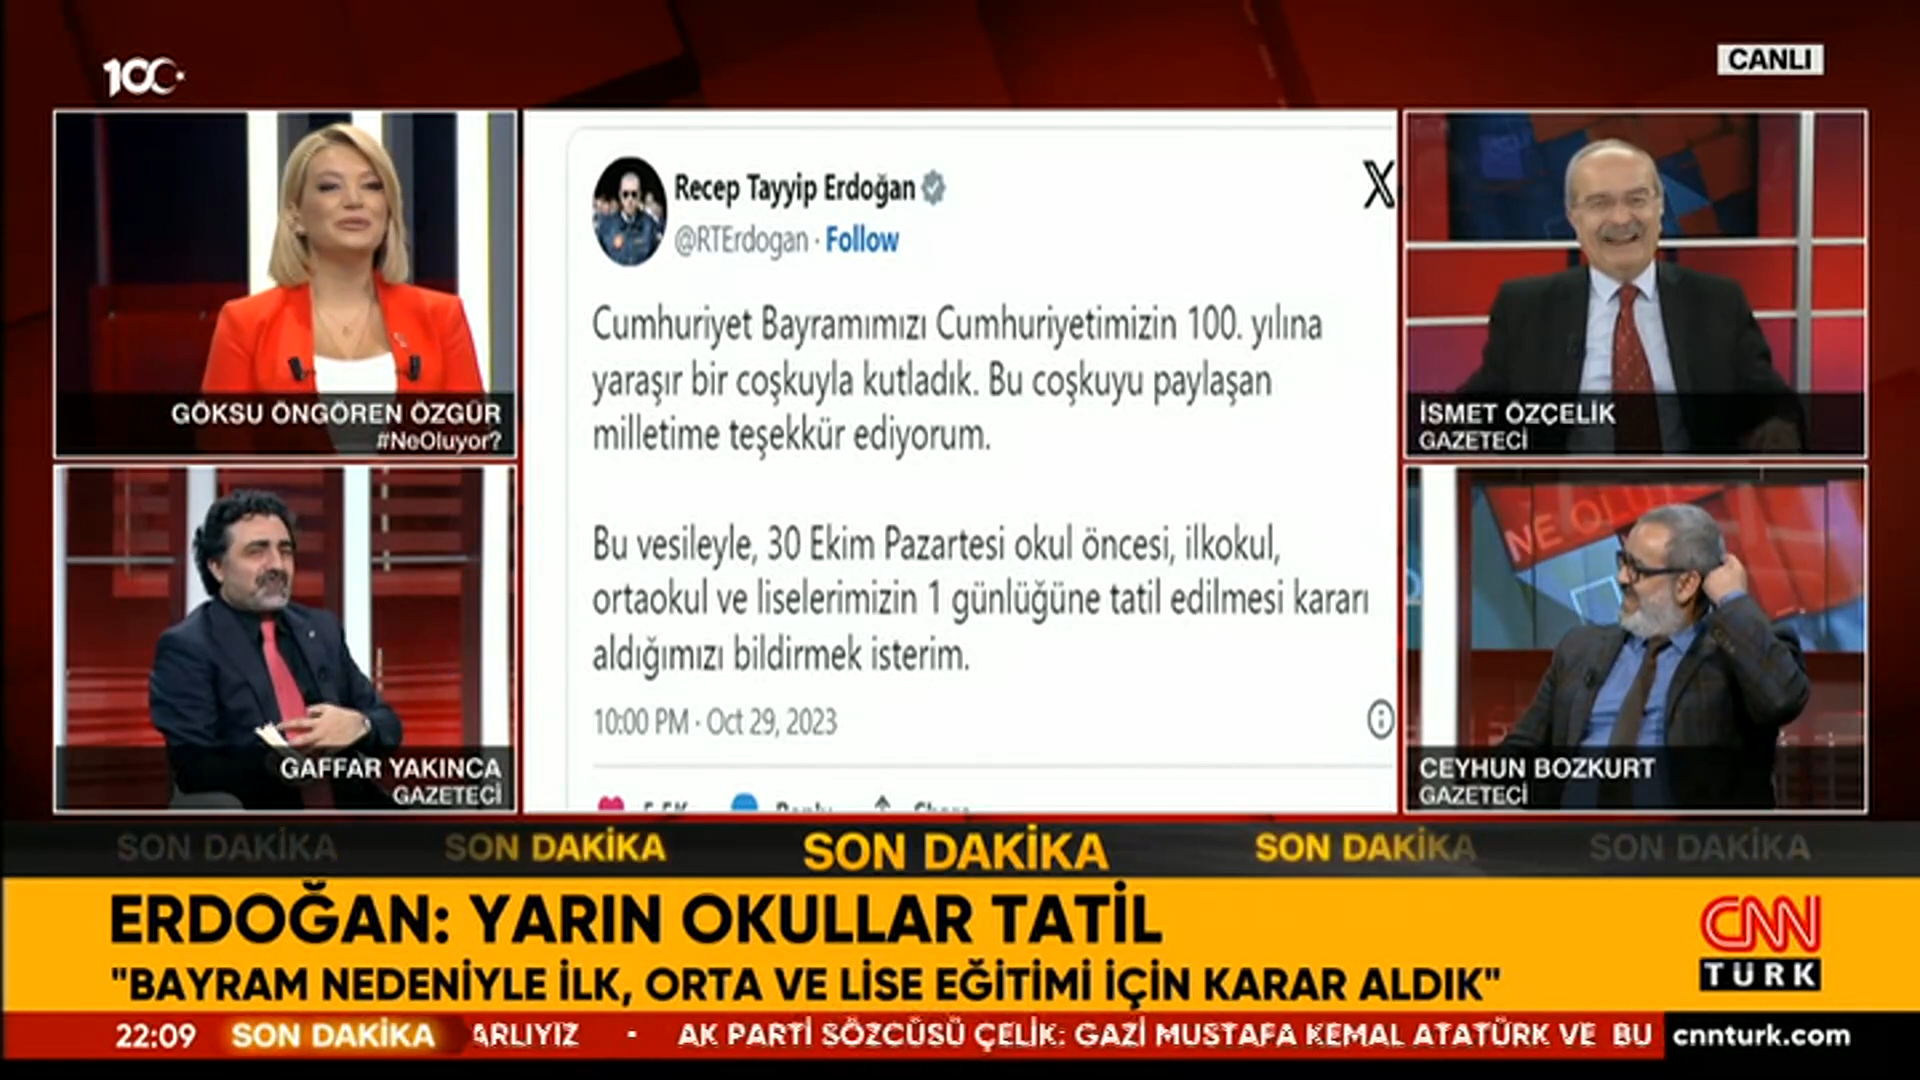 100
CANLI
GÖKSU ÖNGÖREN ÖZGÜR
#NeOluyor?
GAFFAR YAKINCA
GAZETECİ
Recep Tayyip Erdoğan
@RTErdogan · Follow
Cumhuriyet Bayramımızı Cumhuriyetimizin 100. yılına
yaraşır bir coşkuyla kutladık. Bu coşkuyu paylaşan
milletime teşekkür ediyorum.
Bu vesileyle, 30 Ekim Pazartesi okul öncesi, ilkokul,
ortaokul ve liselerimizin 1 günlüğüne tatil edilmesi kararı
aldığımızı bildirmek isterim.
10:00 PM · Oct 29, 2023
Reply Share
İSMET ÖZÇELİK
GAZETECİ
NE OLU
CEYHUN BOZKURT
GAZETECİ
SON DAKİKA SON DAKİKA SON DAKİKA SON DAKİKA SON DAKİKA
ERDOĞAN: YARIN OKULLAR TATİL
"BAYRAM NEDENİYLE İLK, ORTA VE LİSE EĞİTİMİ İÇİN KARAR ALDIK"
CNN
TÜRK
22:09 SON DAKİKA ARLIYIZ - AK PARTİ SÖZCÜSÜ ÇELİK: GAZİ MUSTAFA KEMAL ATATÜRK VE BU cnnturk.com